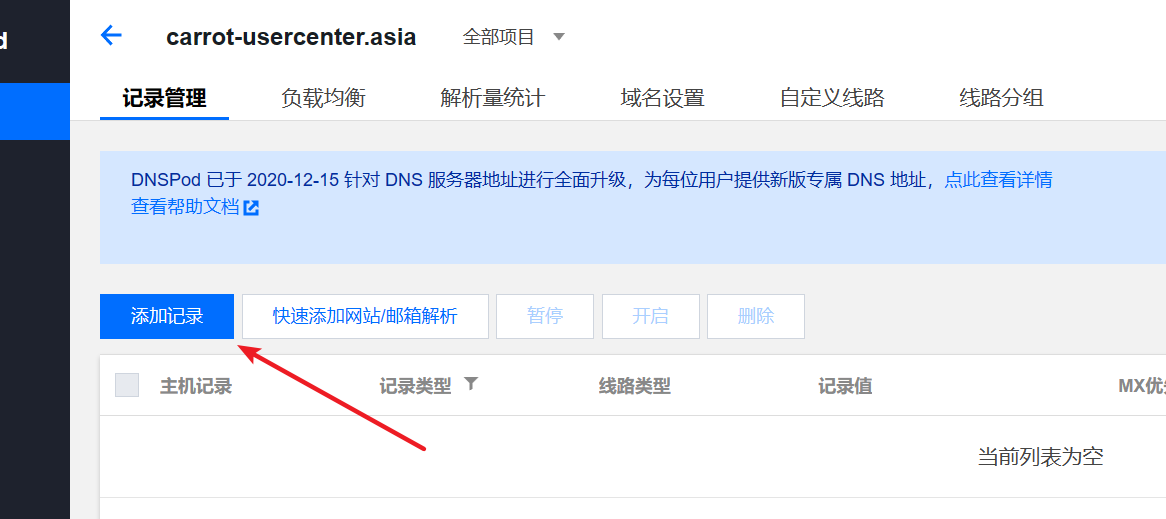 d
carrot-usercenter.asia 全部项目
记录管理 负载均衡 解析量统计 域名设置 自定义线路 线路分组
DNSPod 已于 2020-12-15 针对 DNS 服务器地址进行全面升级，为每位用户提供新版专属 DNS 地址，点此查看详情
查看帮助文档
添加记录 快速添加网站/邮箱解析 暂停 开启 删除
主机记录 记录类型 线路类型 记录值 MX优
当前列表为空